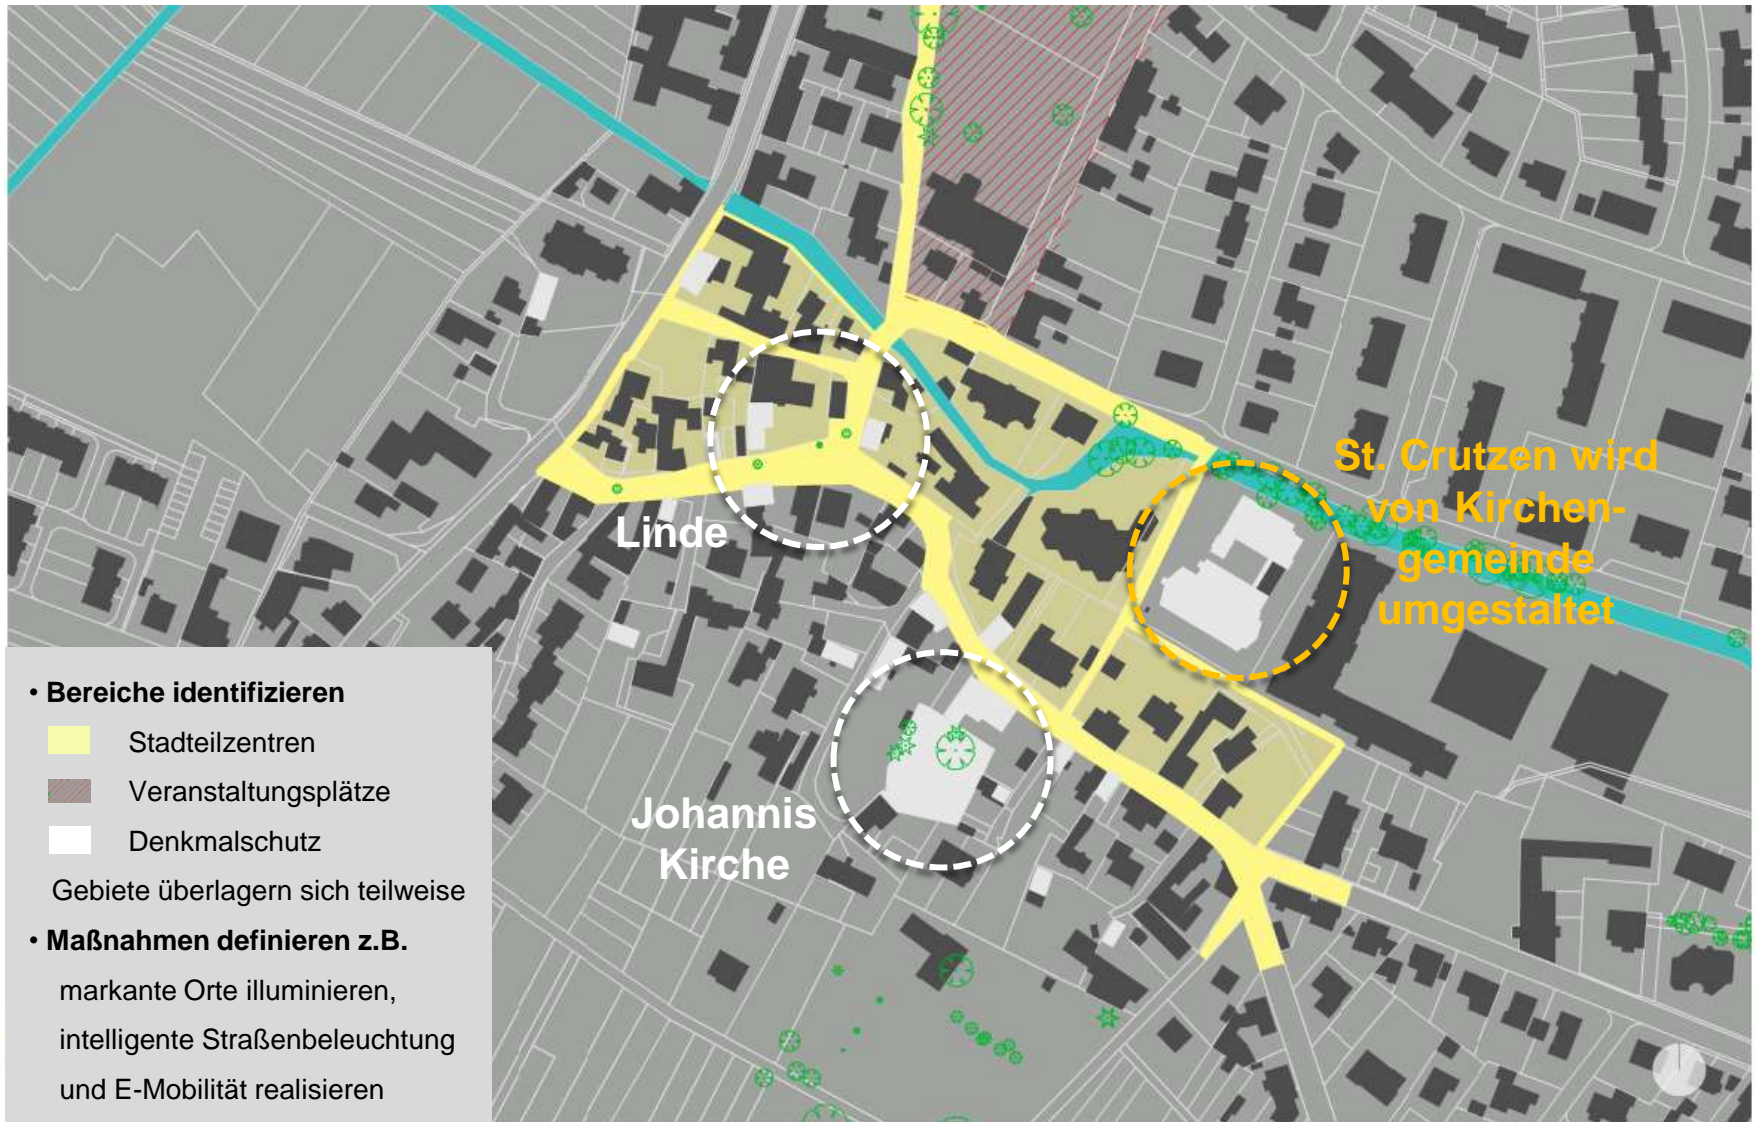 St. Crutzen wird
von Kirchen-
gemeinde
umgestaltet
Linde
Johannis
Kirche
• Bereiche identifizieren
Stadteilzentren
Veranstaltungsplätze
Denkmalschutz
Gebiete überlagern sich teilweise
• Maßnahmen definieren z.B.
markante Orte illuminieren,
intelligente Straßenbeleuchtung
und E-Mobilität realisieren